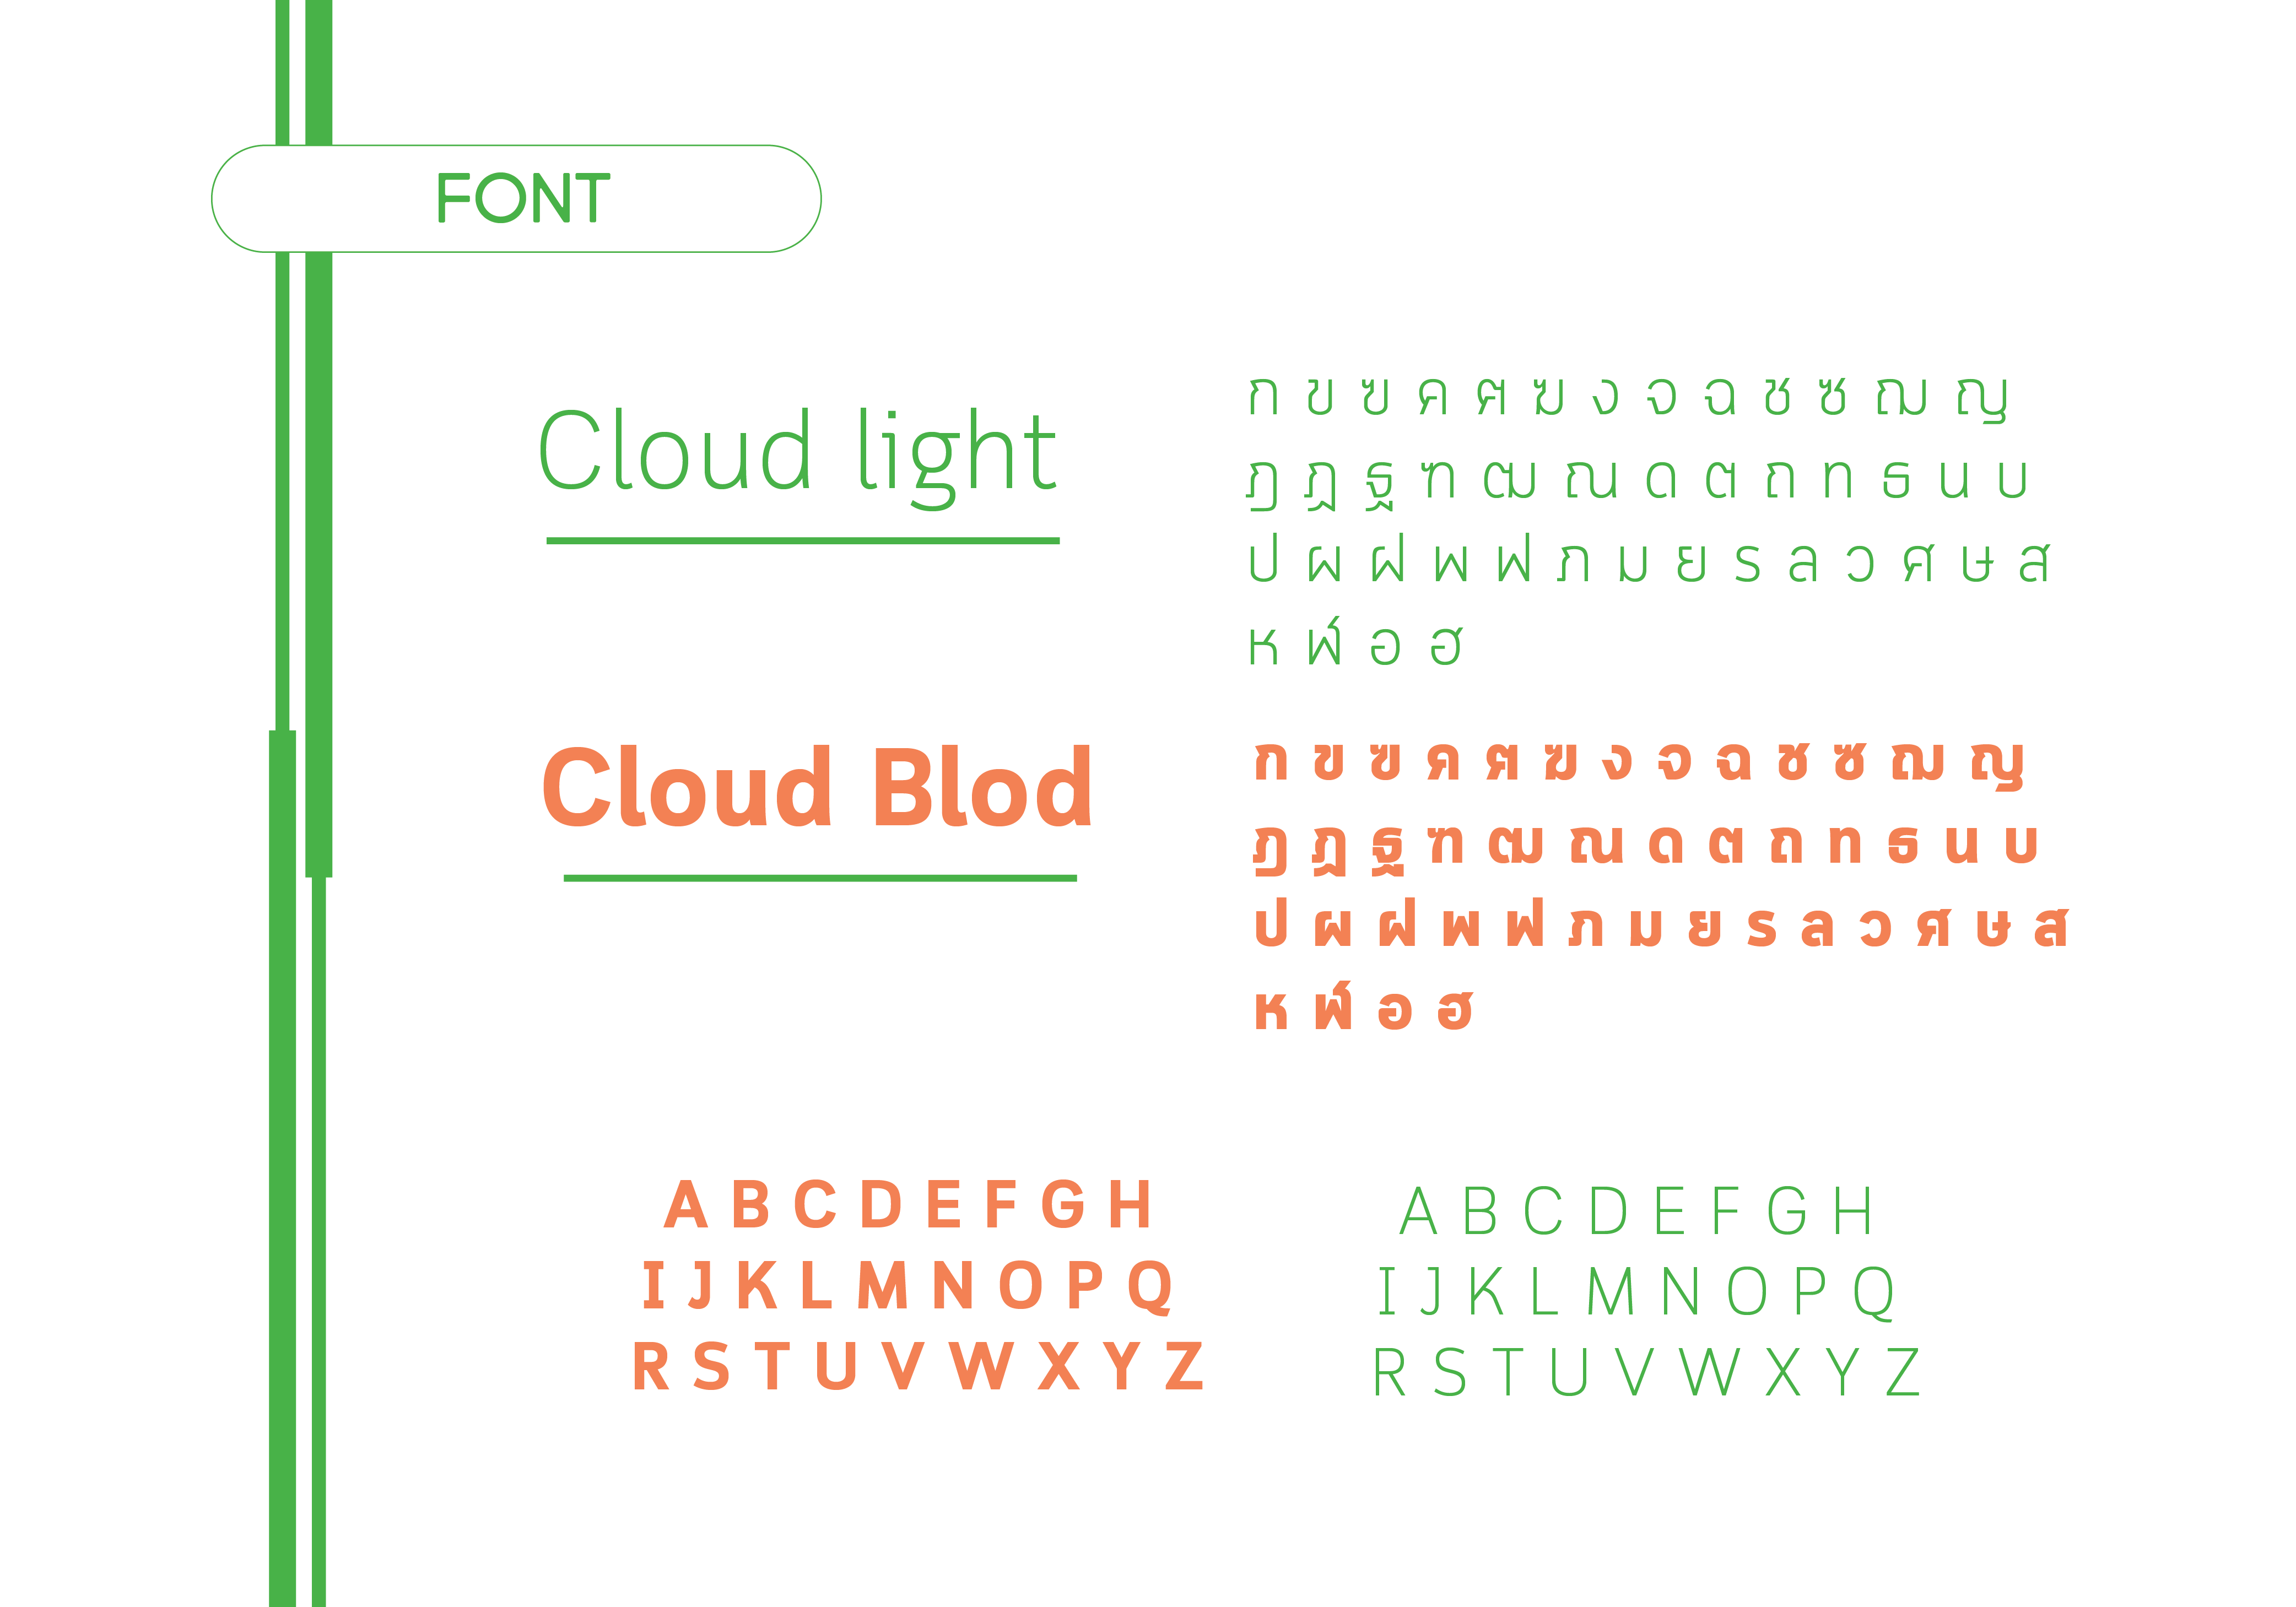 FONT
Cloud light
ก ข ฃ ค ฅ ฆ ง จ ฉ ช ซ ฌ ญ
ฎ ฏ ฐ ฑ ฒ ณ ด ต ถ ท ธ น บ
ป ผ ฝ พ ฟ ภ ม ย ร ล ว ศ ษ ส
ห ฬ อ ฮ
Cloud Blod
ก ข ฃ ค ฅ ฆ ง จ ฉ ช ซ ฌ ญ
ฎ ฏ ฐ ฑ ฒ ณ ด ต ถ ท ธ น บ
ป ผ ฝ พ ฟ ภ ม ย ร ล ว ศ ษ ส
ห ฬ อ ฮ
A B C D E F G H
I J K L M N O P Q
R S T U V W X Y Z
A B C D E F G H
I J K L M N O P Q
R S T U V W X Y Z